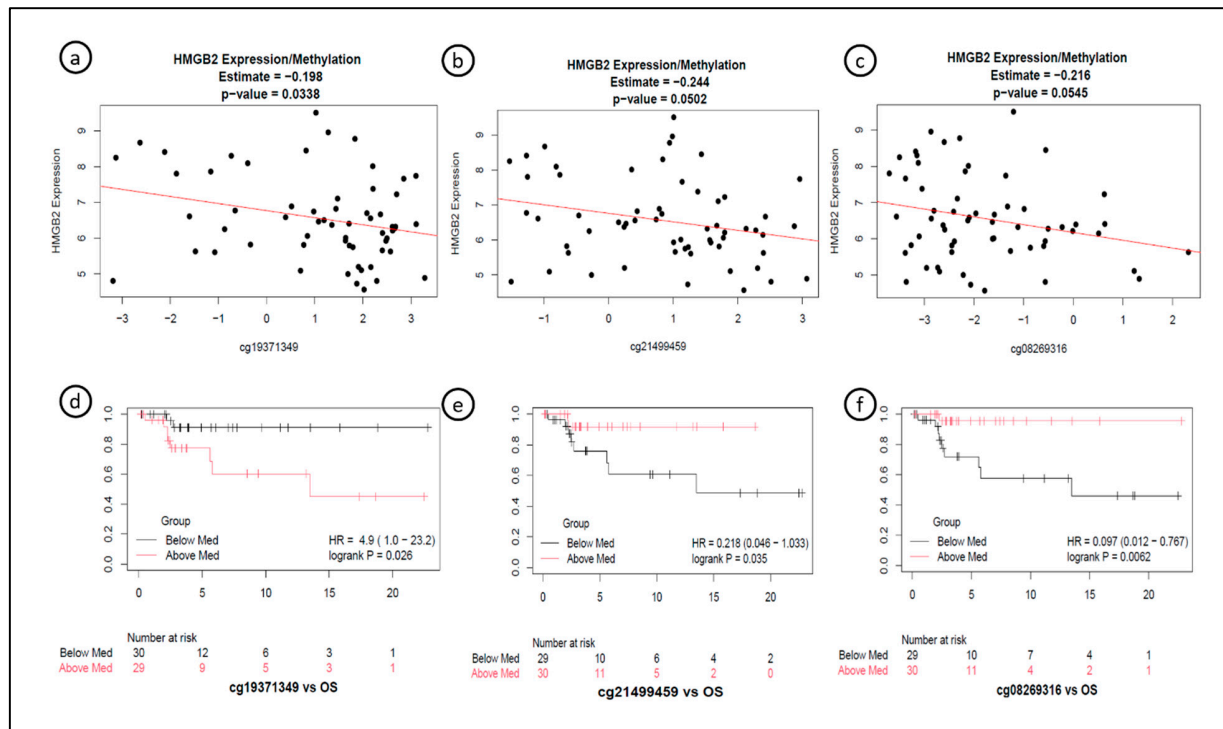 a
HMGB2 Expression/Methylation
Estimate = −0.198
p−value = 0.0338
HMGB2 Expression
9
8
7
6
5
−3 −2 −1 0 1 2 3
cg19371349
b
HMGB2 Expression/Methylation
Estimate = −0.244
p−value = 0.0502
HMGB2 Expression
9
8
7
6
5
−1 0 1 2 3
cg21499459
c
HMGB2 Expression/Methylation
Estimate = −0.216
p−value = 0.0545
HMGB2 Expression
9
8
7
6
5
−3 −2 −1 0 1 2
cg08269316
d
1.0
0.8
0.6
0.4
0.2
0.0
Group
Below Med
Above Med
HR = 4.9 ( 1.0 − 23.2)
logrank P = 0.026
0 5 10 15 20
Number at risk
Below Med 30 12 6 3 1
Above Med 29 9 5 3 1
cg19371349 vs OS
e
1.0
0.8
0.6
0.4
0.2
0.0
Group
Below Med
Above Med
HR = 0.218 (0.046 − 1.033)
logrank P = 0.035
0 5 10 15 20
Number at risk
Below Med 29 10 6 4 2
Above Med 30 11 5 2 0
cg21499459 vs OS
f
1.0
0.8
0.6
0.4
0.2
0.0
Group
Below Med
Above Med
HR = 0.097 (0.012 − 0.767)
logrank P = 0.0062
0 5 10 15 20
Number at risk
Below Med 29 10 7 4 1
Above Med 30 11 4 2 1
cg08269316 vs OS